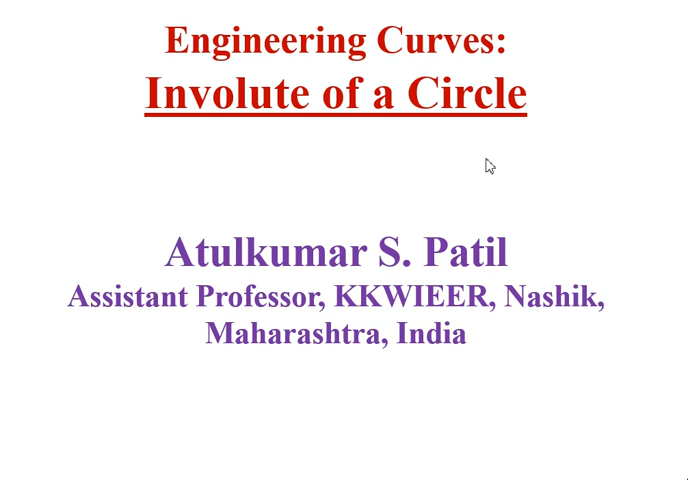 Engineering Curves:
Involute of a Circle
Atulkumar S. Patil
Assistant Professor, KKWIEER, Nashik,
Maharashtra, India